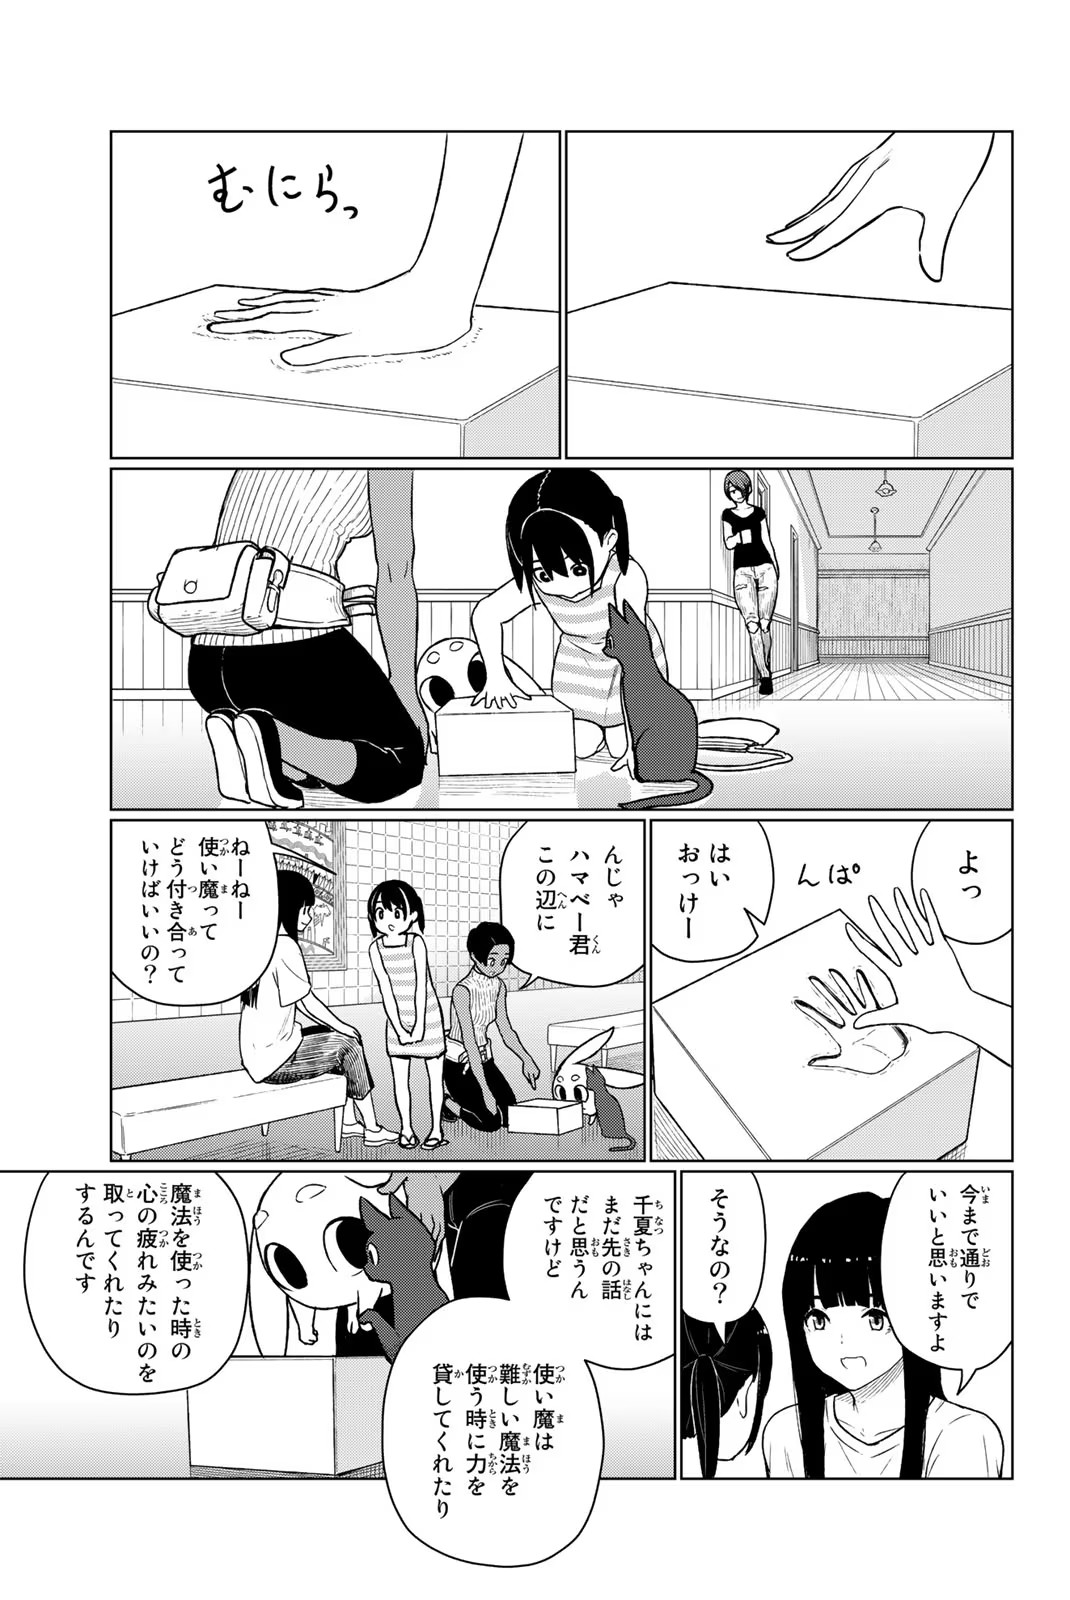 むにらっ
よっ
んぱ。
はい
おっけー
んじゃ
ハマベー君
この辺に
ねーねー
使い魔って
どう付き合って
いけばいいの？
今まで通りで
いいと思いますよ
そうなの？
千夏ちゃんには
まだ先の話
だと思うん
ですけど
使い魔は
難しい魔法を
使う時に力を
貸してくれたり
魔法を使った時の
心の疲れみたいのを
取ってくれたり
するんです